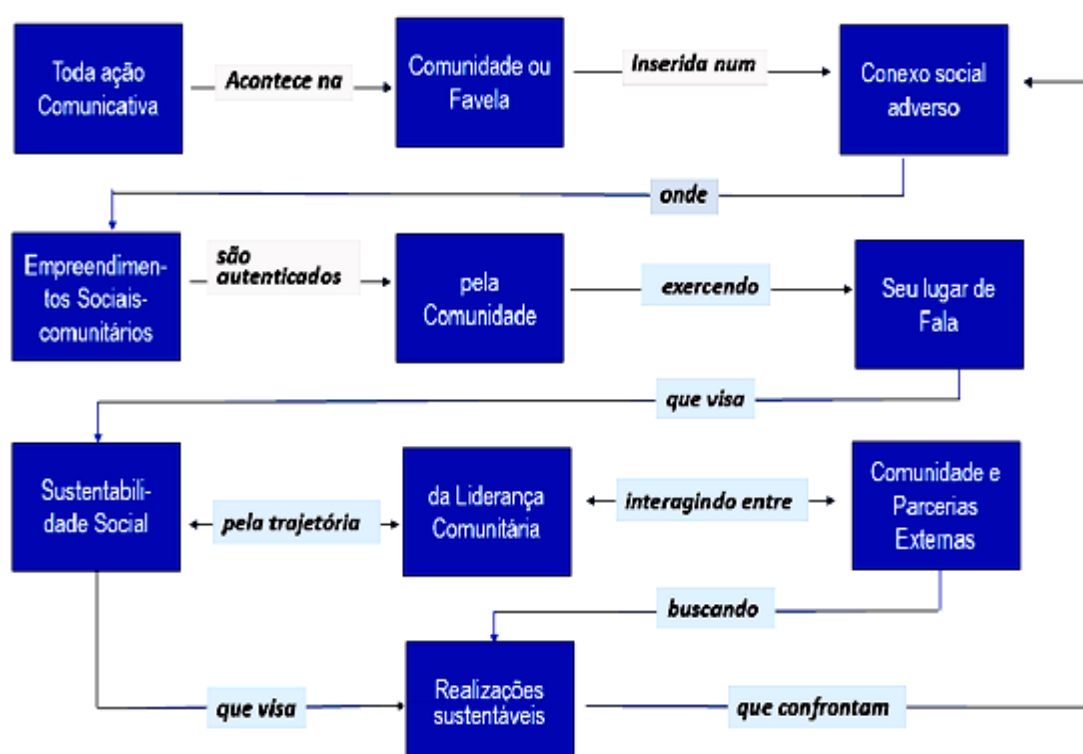 Toda ação
Comunicativa
Acontece na
Comunidade ou
Favela
Inserida num
Conexo social
adverso
onde
Empreendimen-
tos Sociais-
comunitários
são
autenticados
pela
Comunidade
exercendo
Seu lugar de
Fala
que visa
Sustentabili-
dade Social
pela trajetória
da Liderança
Comunitária
interagindo entre
Comunidade e
Parcerias
Externas
buscando
que visa
Realizações
sustentáveis
que confrontam